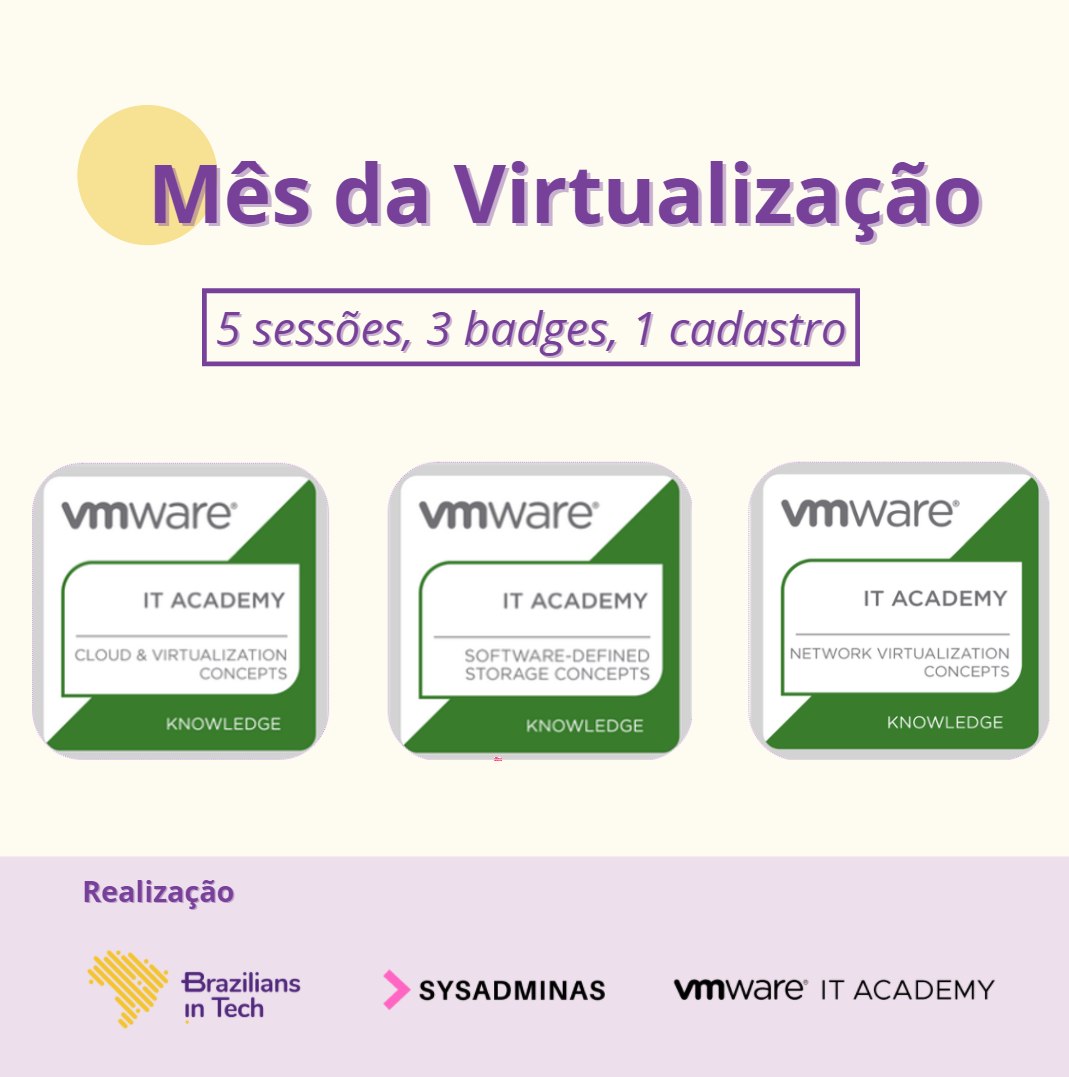 Mês da Virtualização
5 sessões, 3 badges, 1 cadastro
vmware®
IT ACADEMY
CLOUD & VIRTUALIZATION
CONCEPTS
KNOWLEDGE
vmware®
IT ACADEMY
SOFTWARE-DEFINED
STORAGE CONCEPTS
KNOWLEDGE
vmware®
IT ACADEMY
NETWORK VIRTUALIZATION
CONCEPTS
KNOWLEDGE
Realização
Brazilians
in Tech
SYSADMINAS
vmware® IT ACADEMY